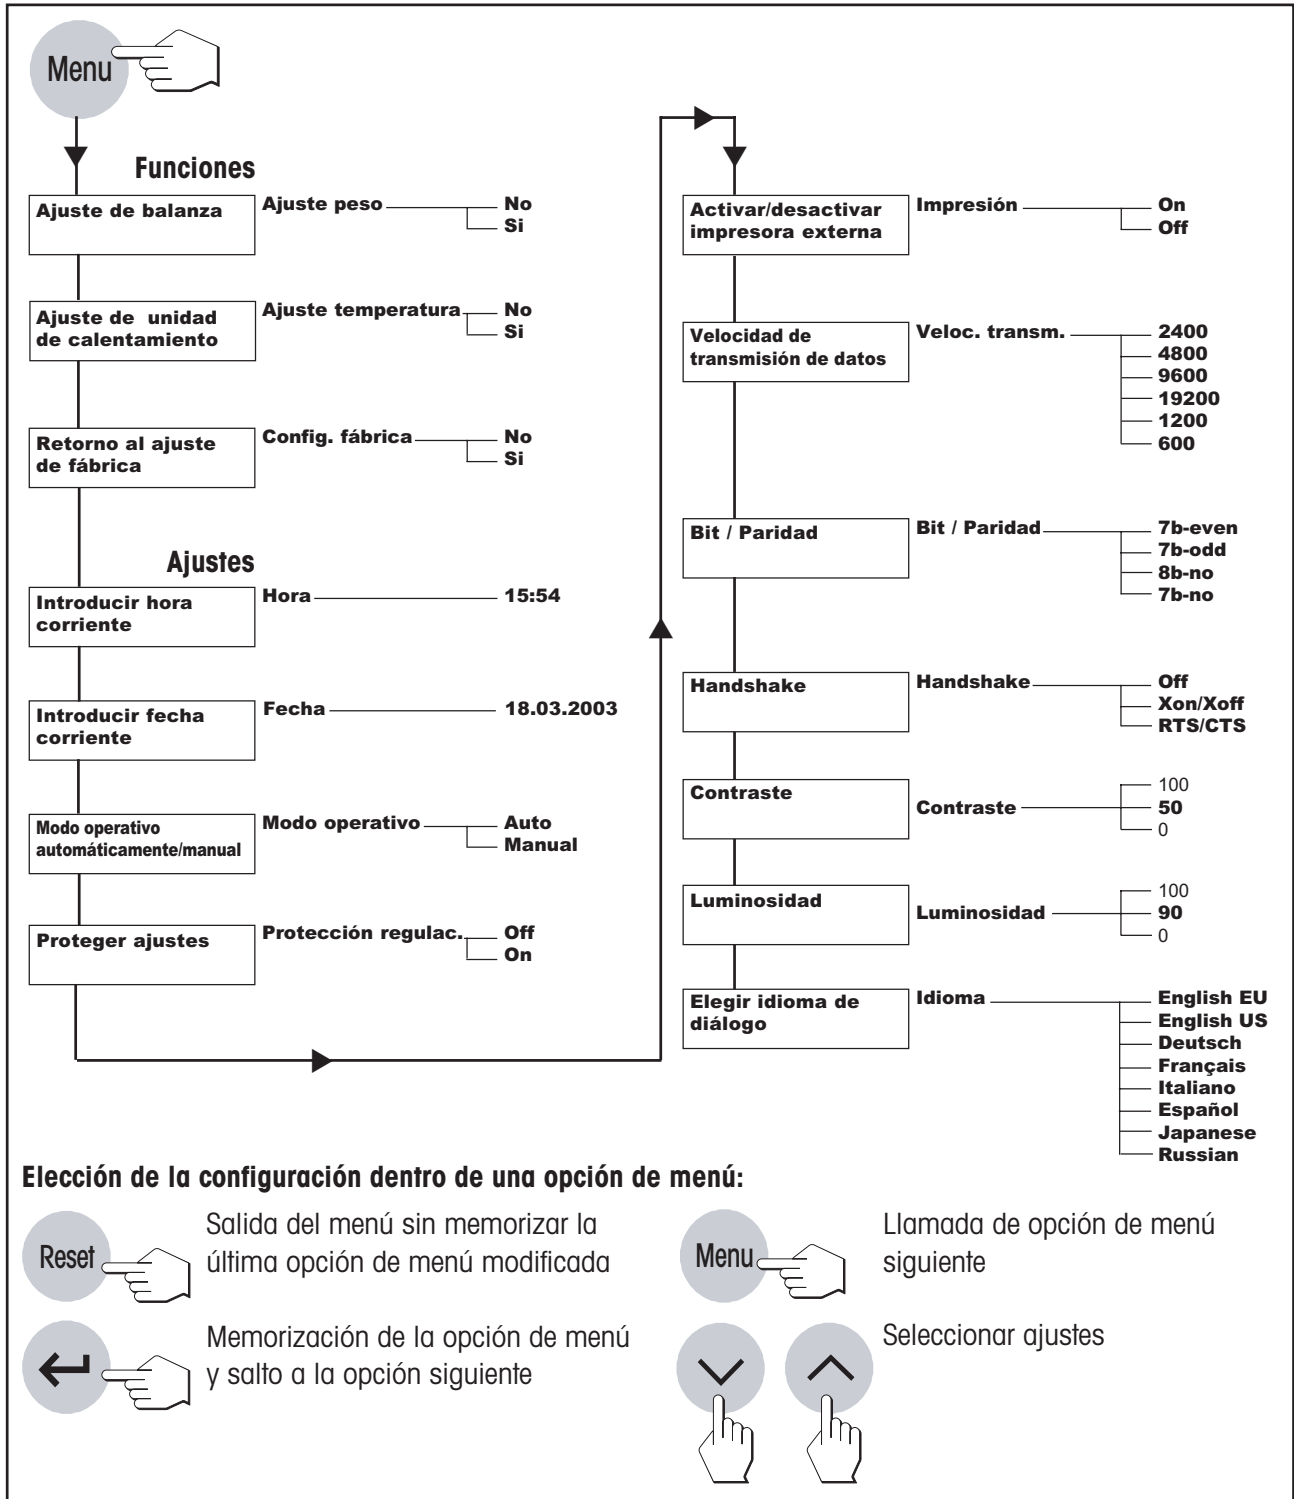 Menu
Funciones
Ajuste de balanza
Ajuste peso
No
Si
Ajuste de unidad
de calentamiento
Ajuste temperatura
No
Si
Retorno al ajuste
de fábrica
Config. fábrica
No
Si
Ajustes
Introducir hora
corriente
Hora
15:54
Introducir fecha
corriente
Fecha
18.03.2003
Modo operativo
automáticamente/manual
Modo operativo
Auto
Manual
Proteger ajustes
Protección regulac.
Off
On
Activar/desactivar
impresora externa
Impresión
On
Off
Velocidad de
transmisión de datos
Veloc. transm.
2400
4800
9600
19200
1200
600
Bit / Paridad
Bit / Paridad
7b-even
7b-odd
8b-no
7b-no
Handshake
Handshake
Off
Xon/Xoff
RTS/CTS
Contraste
Contraste
100
50
0
Luminosidad
Luminosidad
100
90
0
Elegir idioma de
diálogo
Idioma
English EU
English US
Deutsch
Français
Italiano
Español
Japanese
Russian
Elección de la configuración dentro de una opción de menú:
Reset
Salida del menú sin memorizar la
última opción de menú modificada
Memorización de la opción de menú
y salto a la opción siguiente
Menu
Llamada de opción de menú
siguiente
Seleccionar ajustes